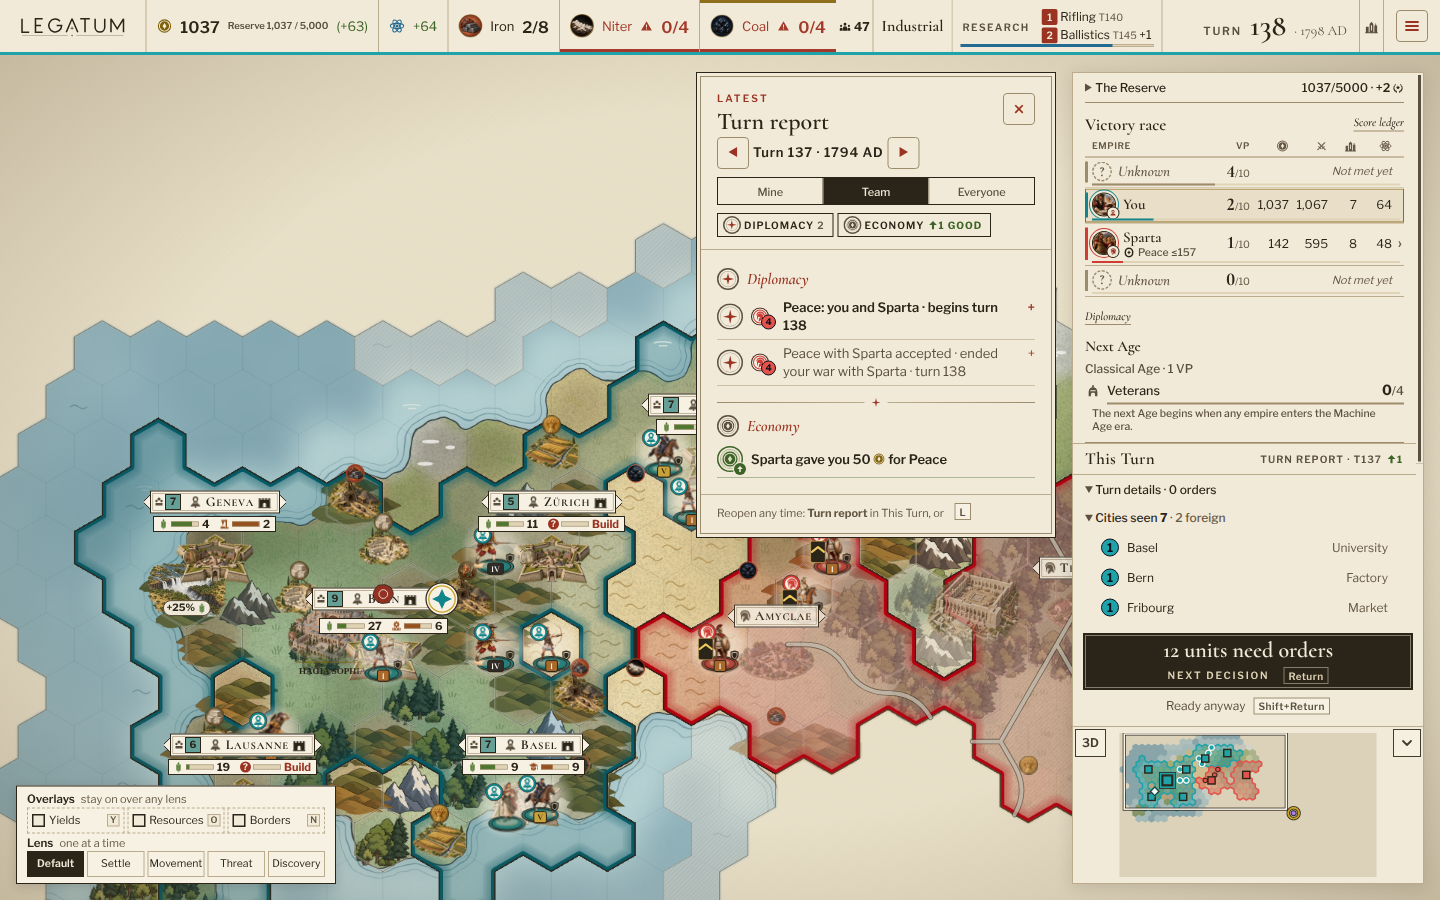 LEGATUM
1037 Reserve 1,037 / 5,000 (+63)
+64
Iron 2/8
Niter 0/4
Coal 0/4
47
Industrial
RESEARCH
1 Rifling T140
2 Ballistics T145 +1
TURN 138 · 1798 AD
LATEST
Turn report
Turn 137 · 1794 AD
Mine Team Everyone
DIPLOMACY 2
ECONOMY 1 GOOD
Diplomacy
4 Peace: you and Sparta · begins turn 138 +
4 Peace with Sparta accepted · ended your war with Sparta · turn 138 +
Economy
Sparta gave you 50 for Peace
Reopen any time: Turn report in This Turn, or L
The Reserve 1037/5000 · +2
Victory race Score ledger
EMPIRE VP
? Unknown 4/10 Not met yet
You 2/10 1,037 1,067 7 64
Sparta 1/10 142 595 8 48 ›
Peace ≤157
? Unknown 0/10 Not met yet
Diplomacy
Next Age
Classical Age · 1 VP
Veterans 0/4
The next Age begins when any empire enters the Machine
Age era.
This Turn TURN REPORT · T137 1
Turn details · 0 orders
Cities seen 7 · 2 foreign
1 Basel University
1 Bern Factory
1 Fribourg Market
12 units need orders
NEXT DECISION Return
Ready anyway Shift+Return
3D
7
7 GENEVA
4 2
5 ZÜRICH
11 ? Build
+25%
9
27 6
HAGIA SOPHIA
AMYCLAE
6 LAUSANNE
19 ? Build
7 BASEL
9 9
IV
IV
V
V
I
I
I
I
I
Overlays stay on over any lens
Yields Y Resources O Borders N
Lens one at a time
Default Settle Movement Threat Discovery